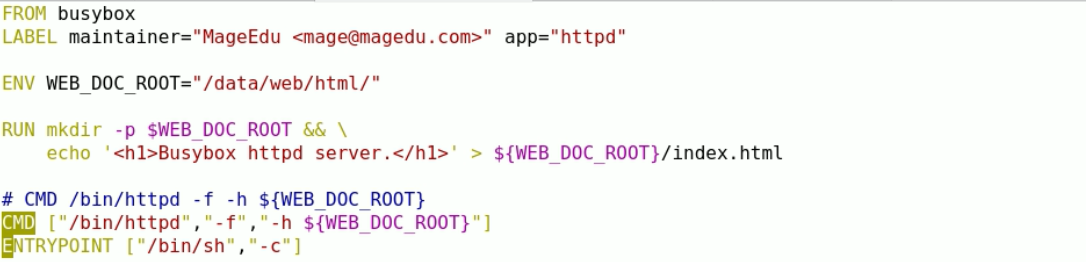 FROM busybox
LABEL maintainer="MageEdu <mage@magedu.com>" app="httpd"
ENV WEB_DOC_ROOT="/data/web/html/"
RUN mkdir -p $WEB_DOC_ROOT && \
    echo '<h1>Busybox httpd server.</h1>' > ${WEB_DOC_ROOT}/index.html
# CMD /bin/httpd -f -h ${WEB_DOC_ROOT}
CMD ["/bin/httpd","-f","-h ${WEB_DOC_ROOT}"]
ENTRYPOINT ["/bin/sh","-c"]